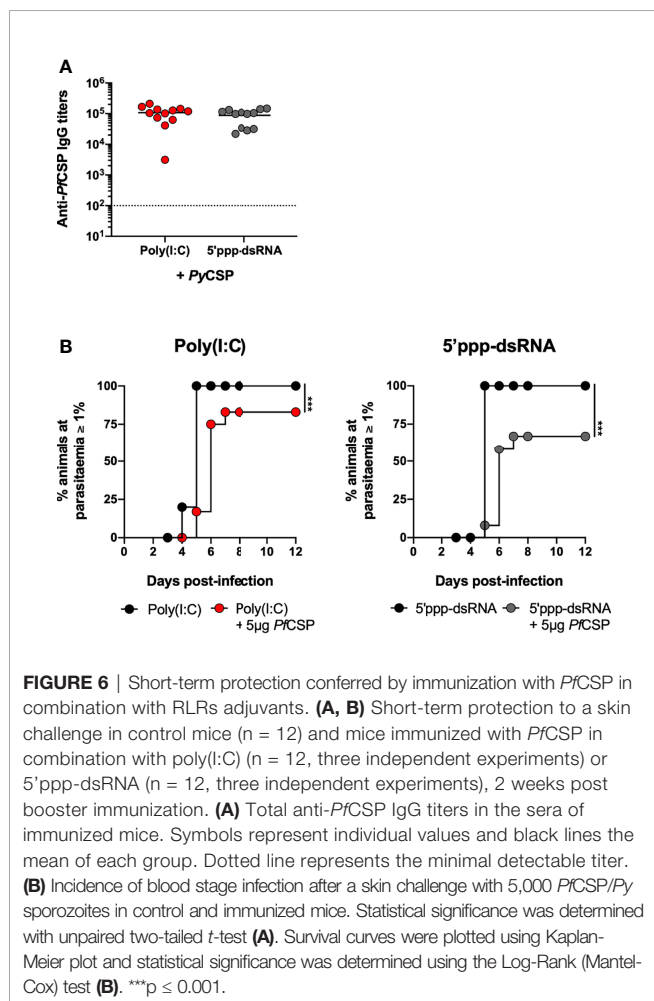 A
Anti-PfCSP IgG titers
10⁶
10⁵
10⁴
10³
10²
10¹
Poly(I:C) 5'ppp-dsRNA
+ PyCSP
B
Poly(I:C)
% animals at
parasitaemia ≥ 1%
100
75
50
25
0
0 2 4 6 8 10 12
Days post-infection
Poly(I:C) Poly(I:C)
+ 5µg PfCSP
***
5'ppp-dsRNA
% animals at
parasitaemia ≥ 1%
100
75
50
25
0
0 2 4 6 8 10 12
Days post-infection
5'ppp-dsRNA 5'ppp-dsRNA
+ 5µg PfCSP
***
FIGURE 6 | Short-term protection conferred by immunization with PfCSP in
combination with RLRs adjuvants. (A, B) Short-term protection to a skin
challenge in control mice (n = 12) and mice immunized with PfCSP in
combination with poly(I:C) (n = 12, three independent experiments) or
5'ppp-dsRNA (n = 12, three independent experiments), 2 weeks post
booster immunization. (A) Total anti-PfCSP IgG titers in the sera of
immunized mice. Symbols represent individual values and black lines the
mean of each group. Dotted line represents the minimal detectable titer.
(B) Incidence of blood stage infection after a skin challenge with 5,000 PfCSP/Py
sporozoites in control and immunized mice. Statistical significance was determined
with unpaired two-tailed t-test (A). Survival curves were plotted using Kaplan-
Meier plot and statistical significance was determined using the Log-Rank (Mantel-
Cox) test (B). ***p ≤ 0.001.